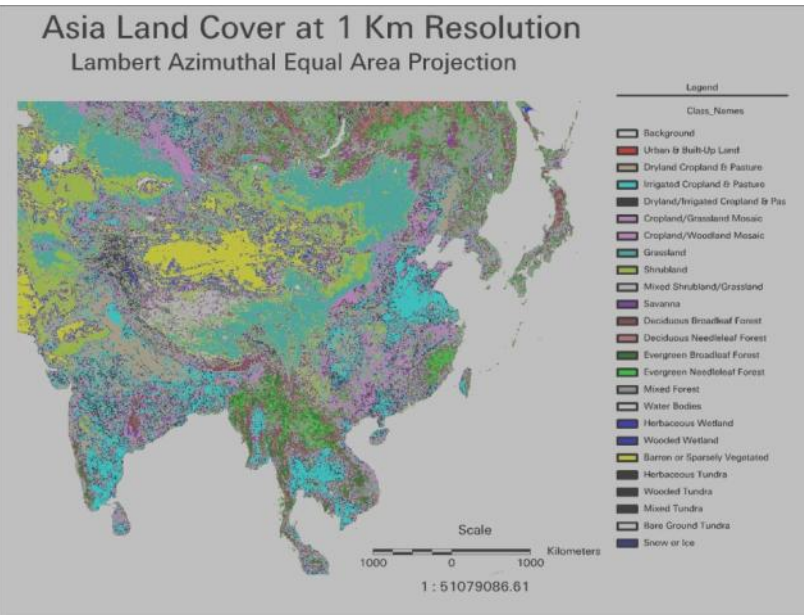 Asia Land Cover at 1 Km Resolution
Lambert Azimuthal Equal Area Projection
Legend
Class_Names
Background
Urban & Built-Up Land
Dryland Cropland & Pasture
Irrigated Cropland & Pasture
Dryland/Irrigated Cropland & Pas
Cropland/Grassland Mosaic
Cropland/Woodland Mosaic
Grassland
Shrubland
Mixed Shrubland/Grassland
Savanna
Deciduous Broadleaf Forest
Deciduous Needleleaf Forest
Evergreen Broadleaf Forest
Evergreen Needleleaf Forest
Mixed Forest
Water Bodies
Herbaceous Wetland
Wooded Wetland
Barren or Sparsely Vegetated
Herbaceous Tundra
Wooded Tundra
Mixed Tundra
Bare Ground Tundra
Snow or Ice
Scale
Kilometers
1000 0 1000
1 : 51079086.61